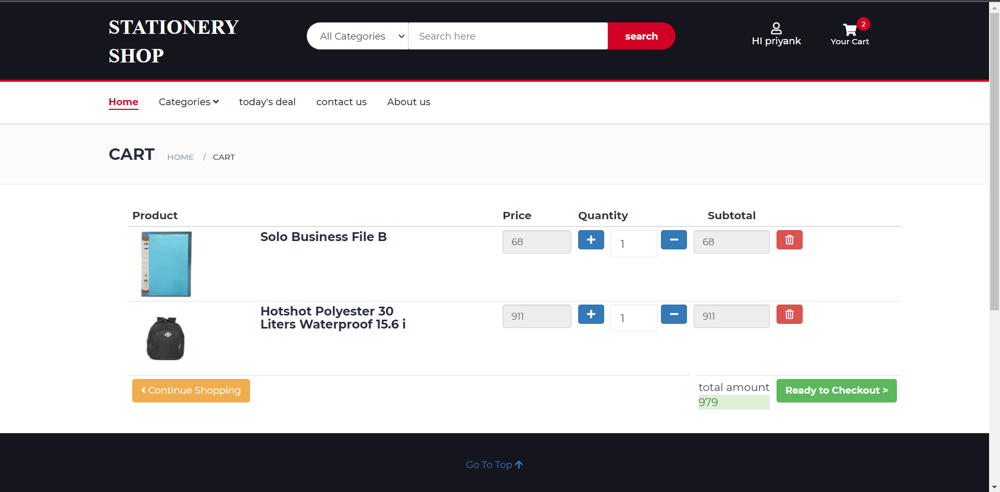 STATIONERY
SHOP
All Categories
Search here
search
HI priyank
2
Your Cart
Home
Categories
today's deal
contact us
About us
CART
HOME / CART
Product Price Quantity Subtotal
Solo Business File B
68 + 1 − 68
Hotshot Polyester 30
Liters Waterproof 15.6 i
911 + 1 − 911
Continue Shopping
total amount
979
Ready to Checkout >
Go To Top